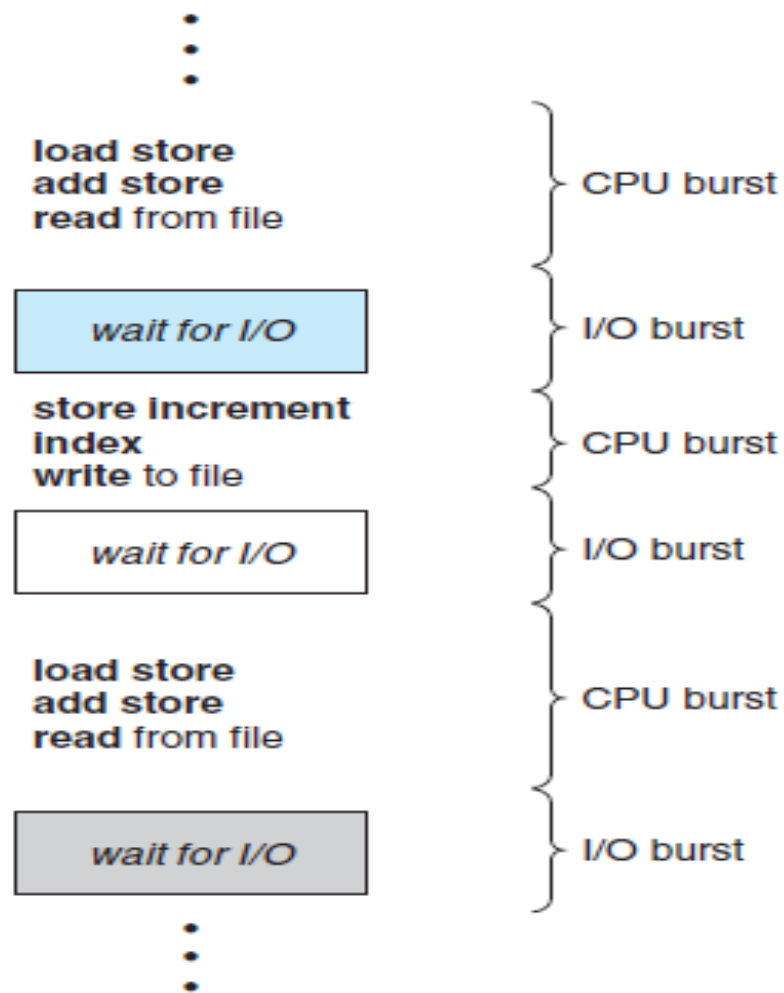 load store
add store
read from file
CPU burst
wait for I/O
I/O burst
store increment
index
write to file
CPU burst
wait for I/O
I/O burst
load store
add store
read from file
CPU burst
wait for I/O
I/O burst